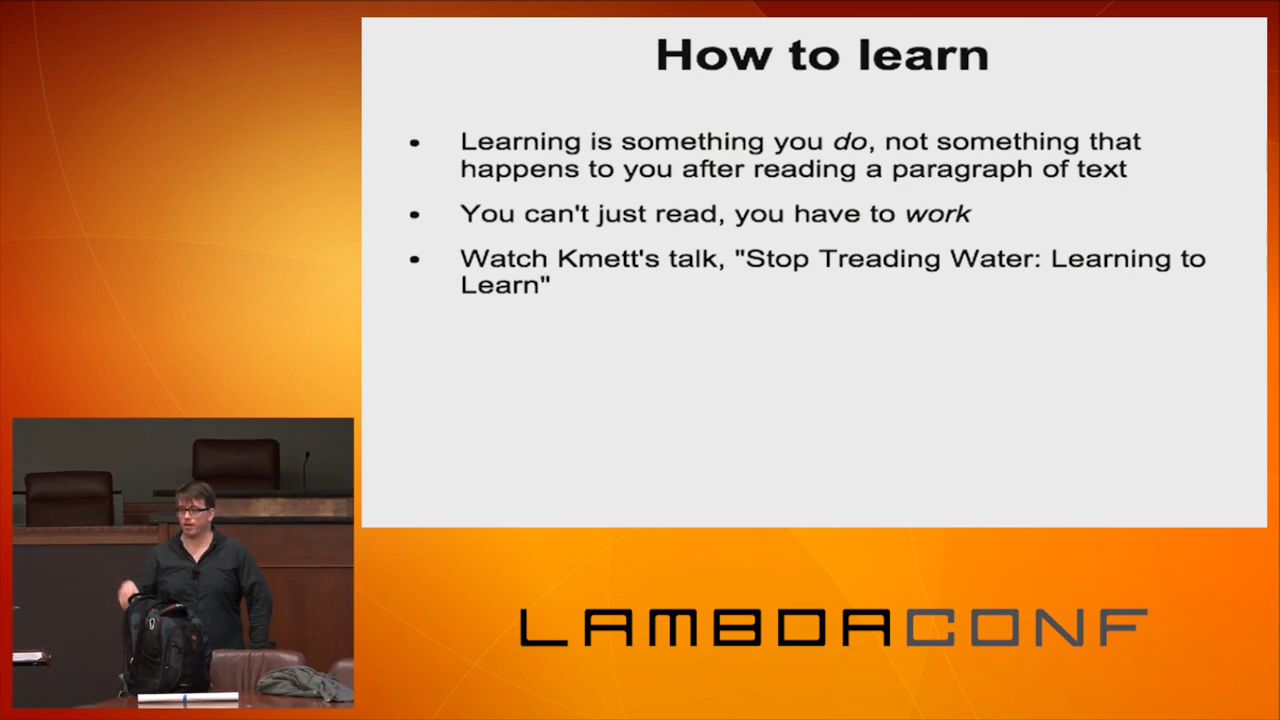 How to learn
• Learning is something you do, not something that
happens to you after reading a paragraph of text
• You can't just read, you have to work
• Watch Kmett's talk, "Stop Treading Water: Learning to
Learn"
LAMBDACONF